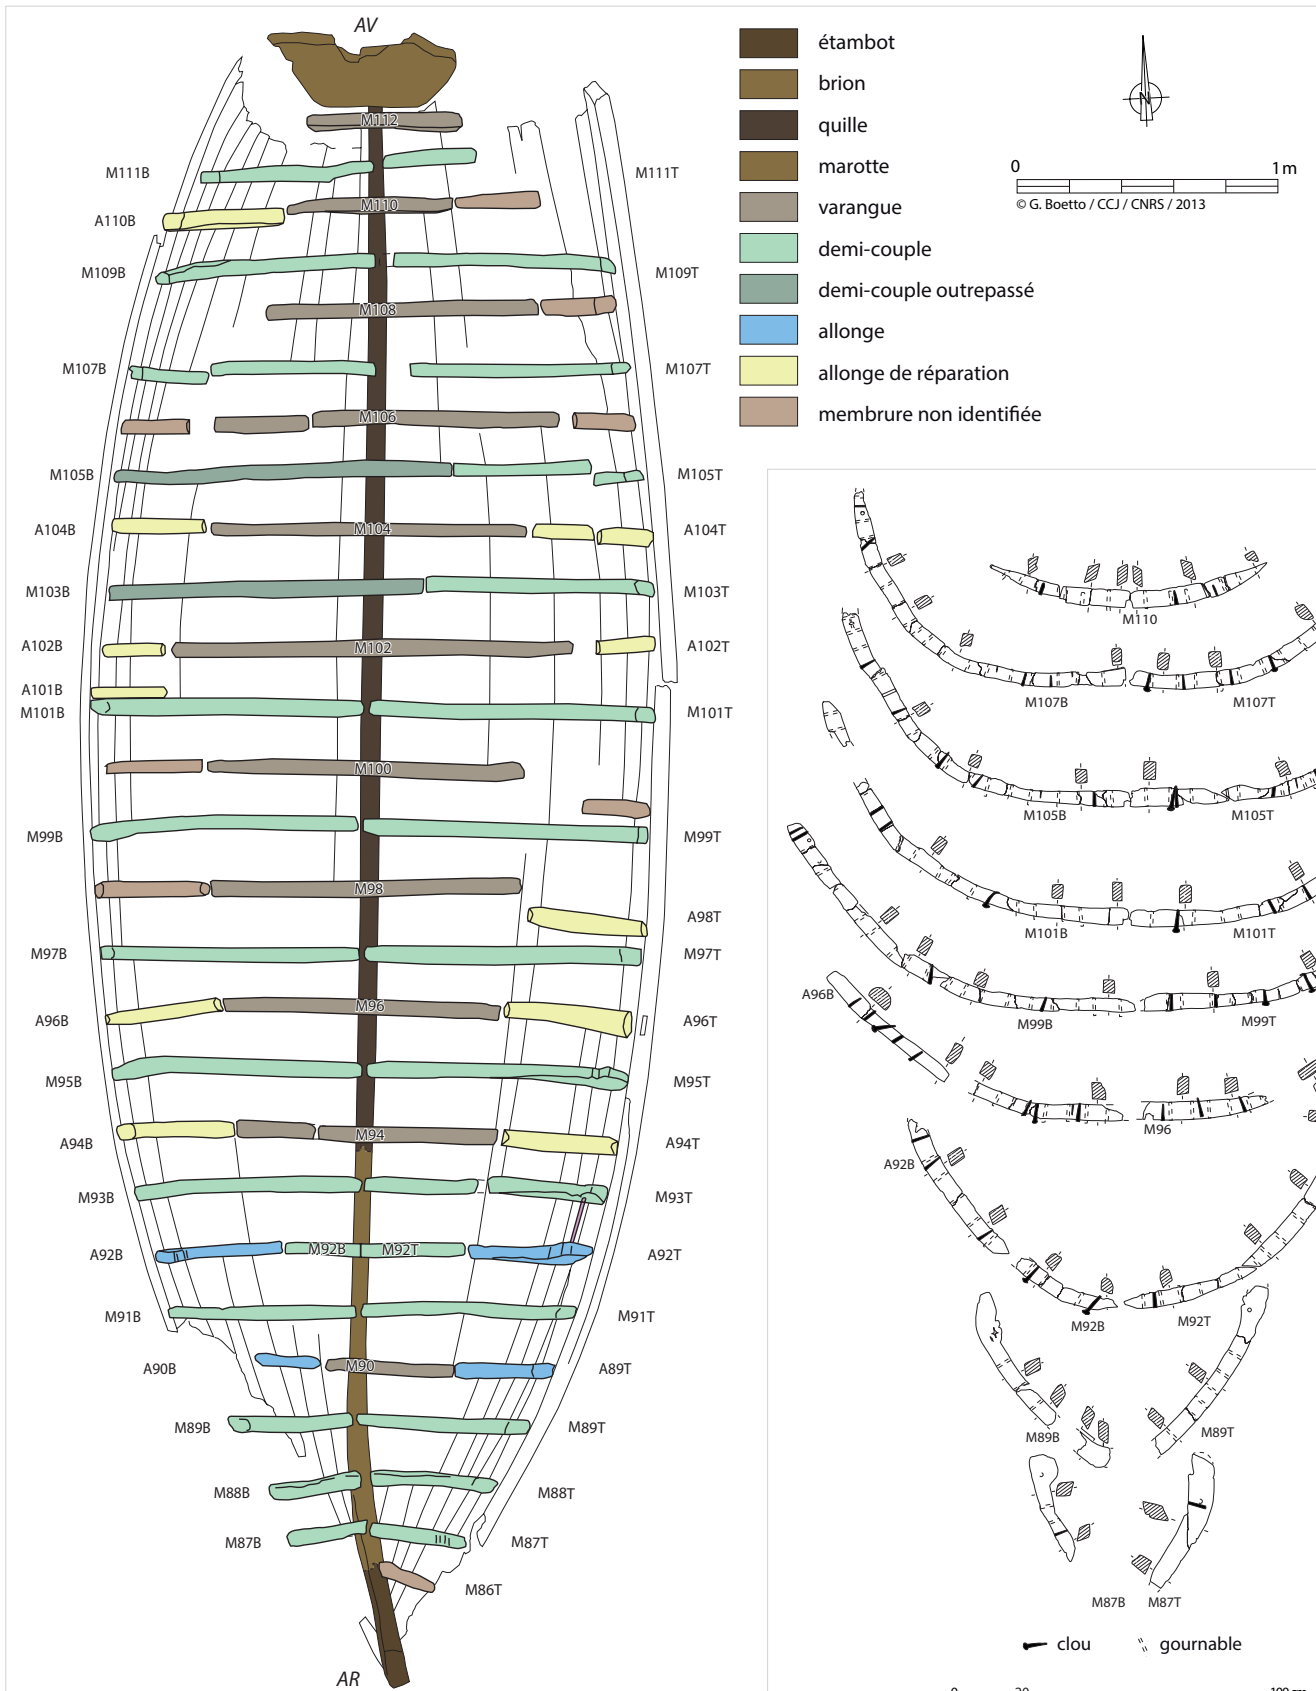 AV
M112
M111B
M111T
M110
A110B
M109B
M109T
M108
M107B
M107T
M106
M105B
M105T
A104B
M104
A104T
M103B
M103T
A102B
M102
A102T
A101B
M101B
M101T
M100
M99B
M99T
M98
A98T
M97B
M97T
A96B
M96
A96T
M95B
M95T
A94B
M94
A94T
M93B
M93T
A92B
M92B
M92T
A92T
M91B
M91T
A90B
M90
A89T
M89B
M89T
M88B
M88T
M87B
M87T
M86T
AR
étambot
brion
quille
marotte
varangue
demi-couple
demi-couple outrepassé
allonge
allonge de réparation
membrure non identifiée
N
0 1 m
© G. Boetto / CCJ / CNRS / 2013
M110
M107B
M107T
M105B
M105T
M101B
M101T
A96B
M99B
M99T
M96
A92B
M92B
M92T
M89B
M89T
M87B
M87T
clou
gournable
0 20 100 cm